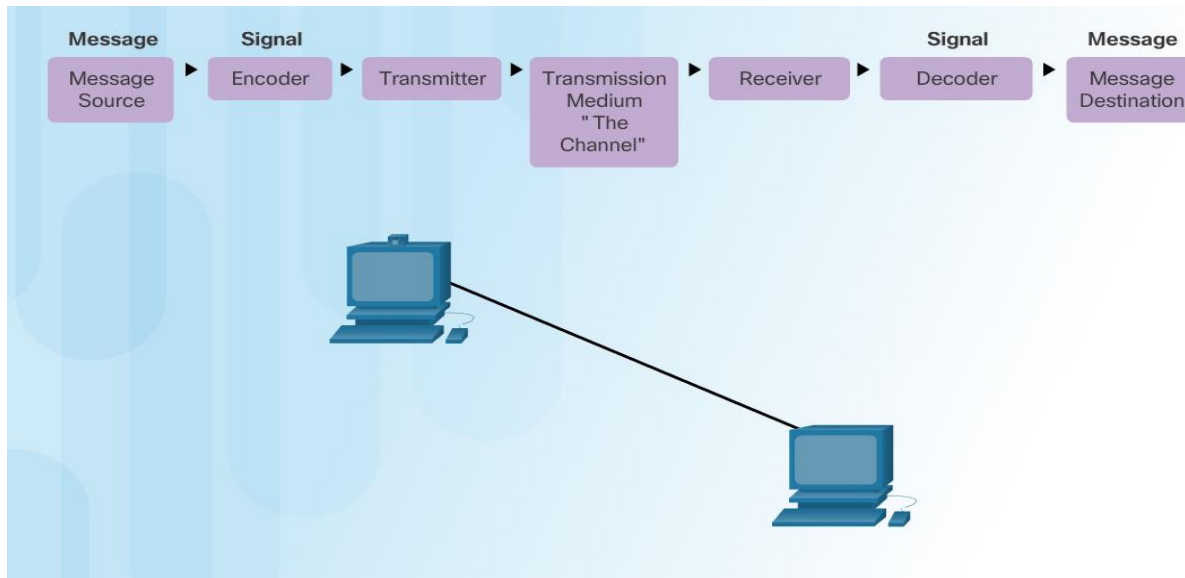 Message
Signal
Signal
Message
Message
Source
Encoder
Transmitter
Transmission
Medium
" The
Channel"
Receiver
Decoder
Message
Destination